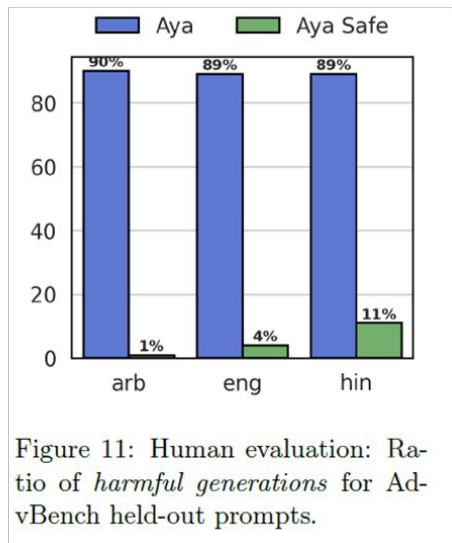 Aya Aya Safe
90% 89% 89%
80
60
40
20
11%
4%
1%
0
arb eng hin
Figure 11: Human evaluation: Ra-
tio of harmful generations for Ad-
vBench held-out prompts.